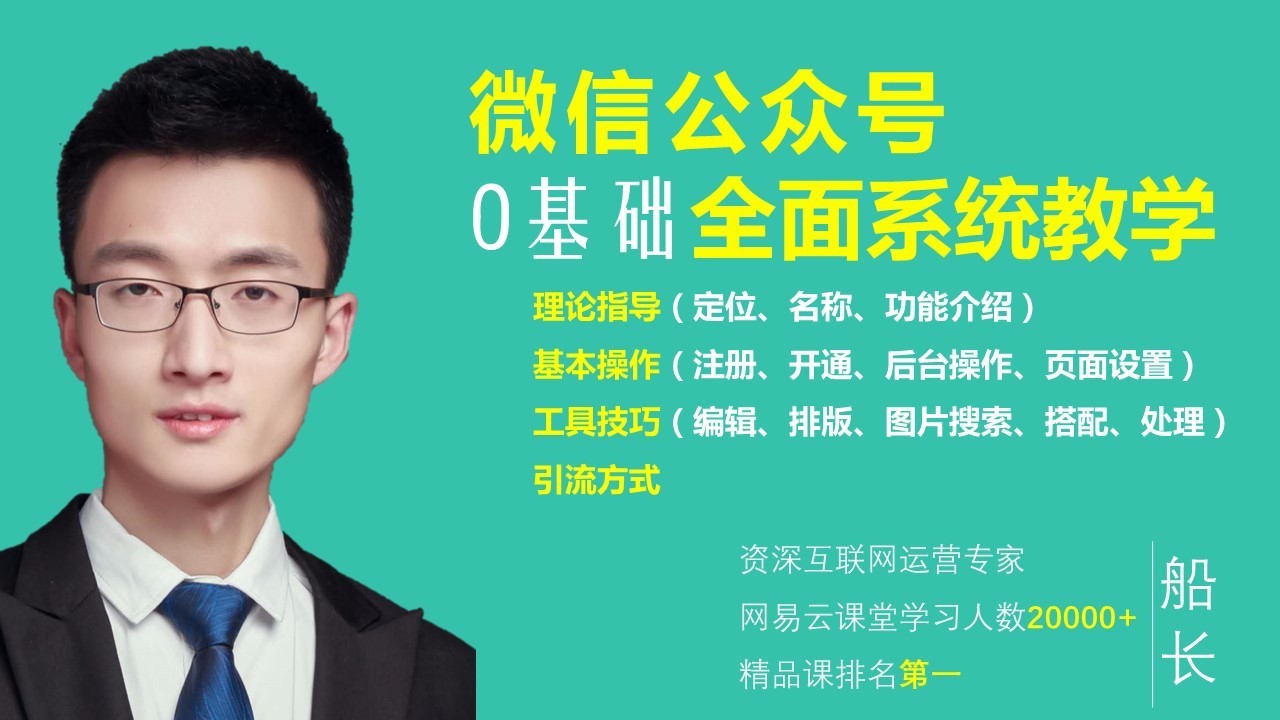 微信公众号
0基础全面系统教学
理论指导（定位、名称、功能介绍）
基本操作（注册、开通、后台操作、页面设置）
工具技巧（编辑、排版、图片搜索、搭配、处理）
引流方式
资深互联网运营专家
网易云课堂学习人数20000+
精品课排名第一
船长